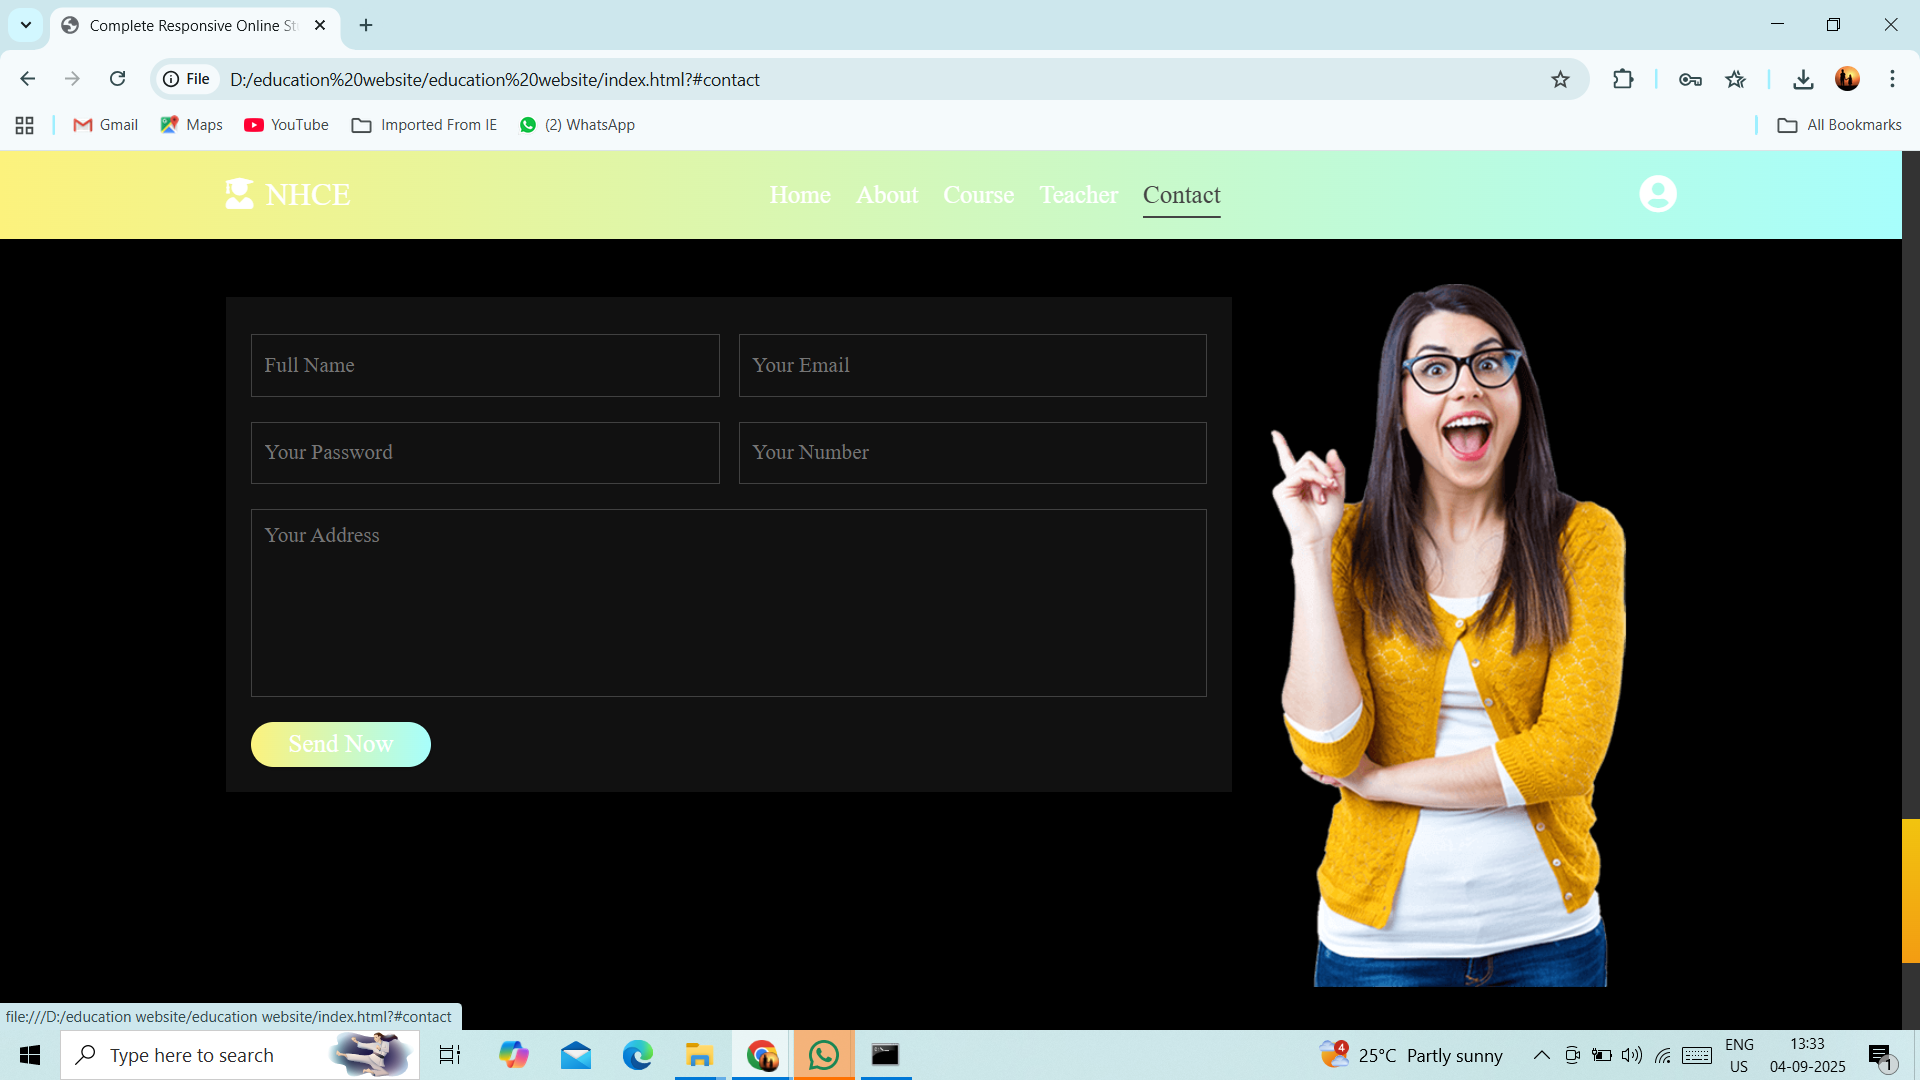 Complete Responsive Online St
File
D:/education%20website/education%20website/index.html?#contact
Gmail
Maps
YouTube
Imported From IE
(2) WhatsApp
All Bookmarks
NHCE
Home
About
Course
Teacher
Contact
Full Name
Your Email
Your Password
Your Number
Your Address
Send Now
file:///D:/education website/education website/index.html?#contact
Type here to search
4
25°C Partly sunny
ENG
US
13:33
04-09-2025
1